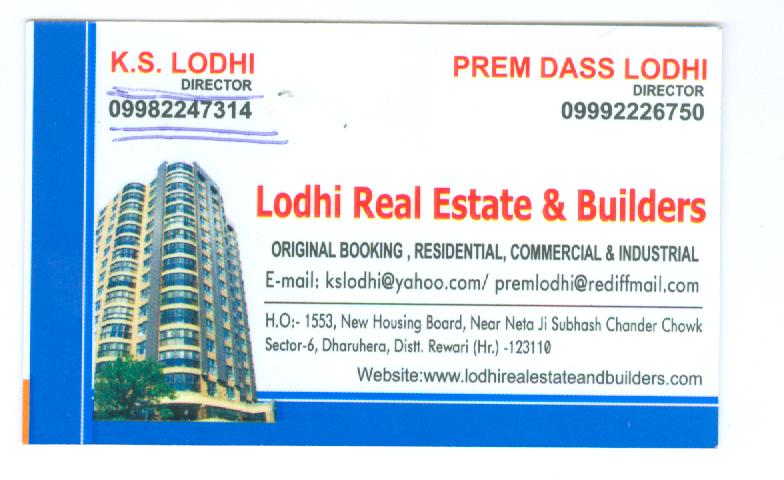 K.S. LODHI
DIRECTOR
09982247314
PREM DASS LODHI
DIRECTOR
09992226750
Lodhi Real Estate & Builders
ORIGINAL BOOKING , RESIDENTIAL, COMMERCIAL & INDUSTRIAL
E-mail: kslodhi@yahoo.com/ premlodhi@rediffmail.com
H.O:- 1553, New Housing Board, Near Neta Ji Subhash Chander Chowk
Sector-6, Dharuhera, Distt. Rewari (Hr.) -123110
Website:www.lodhirealestateandbuilders.com